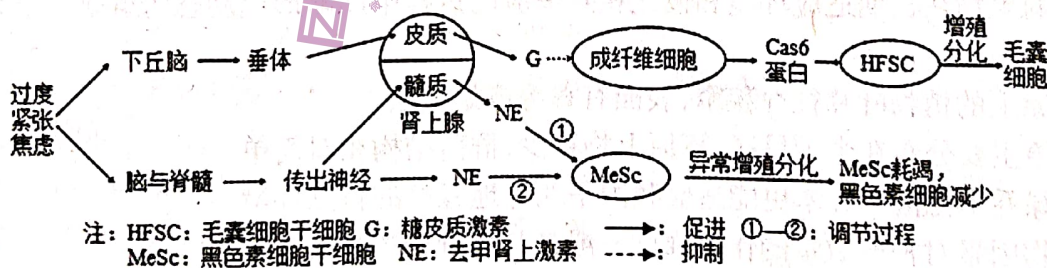 过度紧张焦虑
下丘脑
垂体
皮质
髓质
肾上腺
G
成纤维细胞
Cas6蛋白
HFSC
增殖分化
毛囊细胞
NE
①
脑与脊髓
传出神经
NE
②
MeSc
异常增殖分化
MeSc耗竭，
黑色素细胞减少
注：HFSC：毛囊细胞干细胞 G：糖皮质激素 ：促进 ①—②：调节过程
MeSc：黑色素细胞干细胞 NE：去甲肾上激素 ：抑制